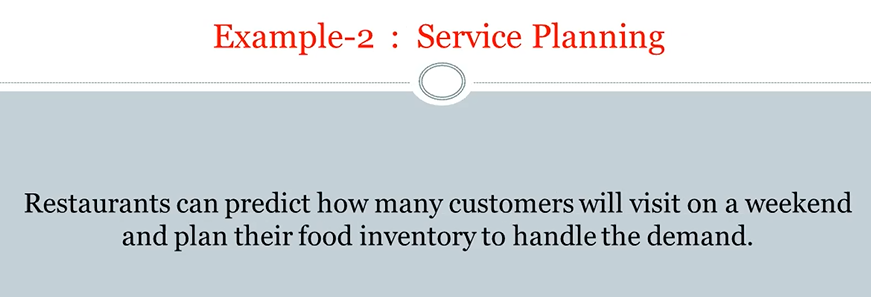 Example-2 : Service Planning
Restaurants can predict how many customers will visit on a weekend
and plan their food inventory to handle the demand.